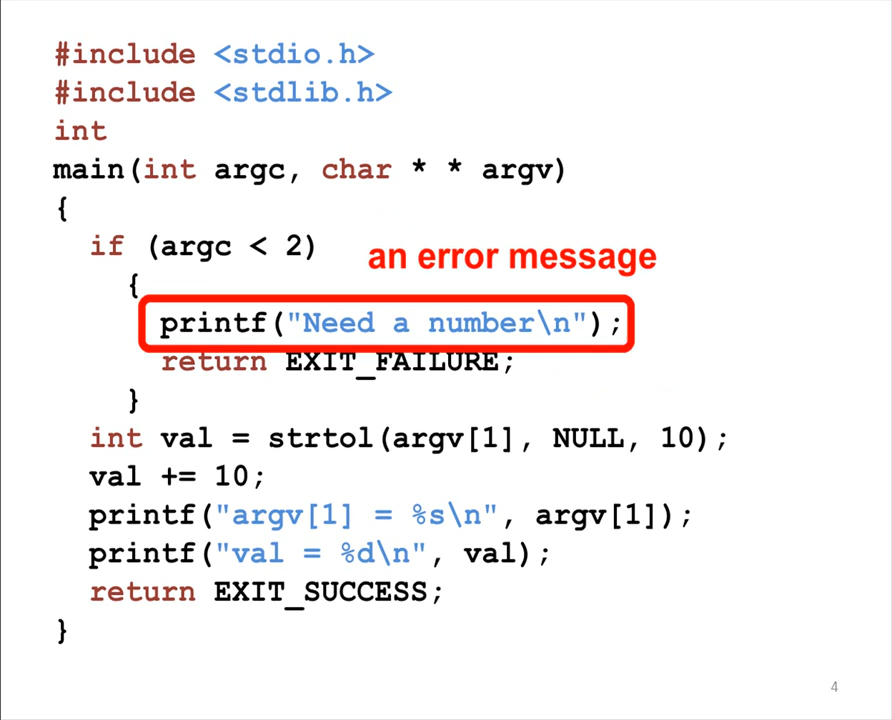 #include <stdio.h>
#include <stdlib.h>
int
main(int argc, char * * argv)
{
if (argc < 2)
an error message
{
printf("Need a number\n");
return EXIT_FAILURE;
}
int val = strtol(argv[1], NULL, 10);
val += 10;
printf("argv[1] = %s\n", argv[1]);
printf("val = %d\n", val);
return EXIT_SUCCESS;
}
4